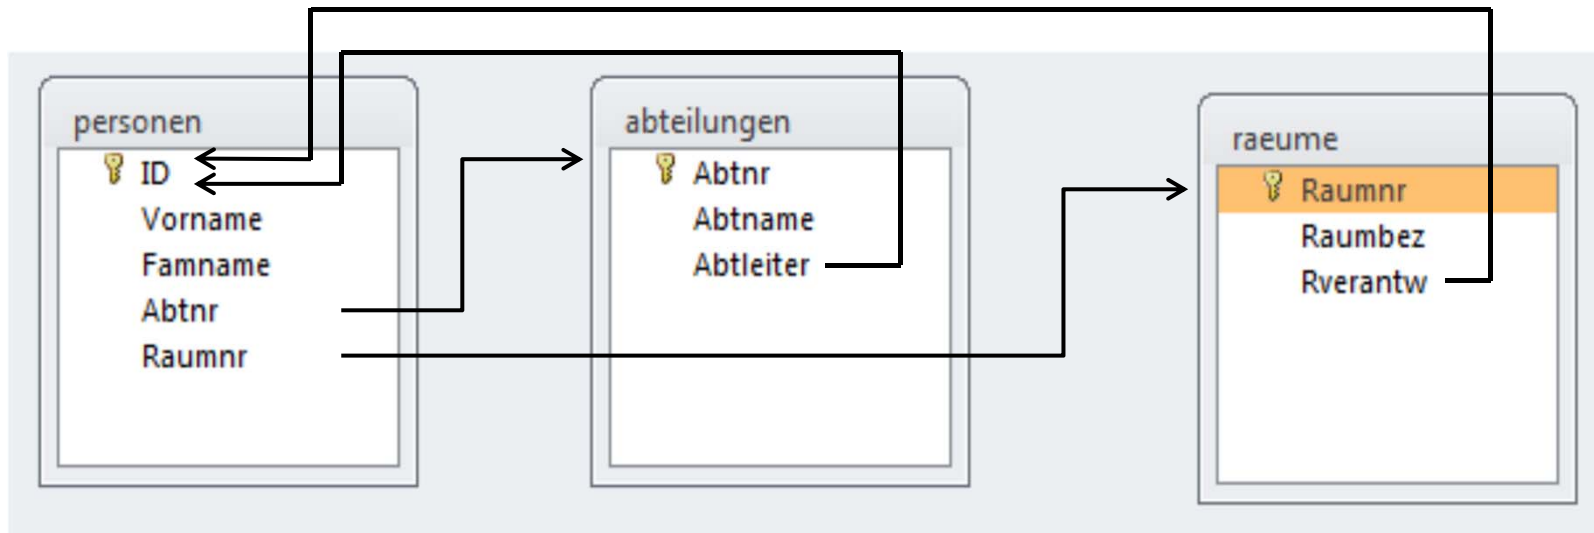 personen
ID
Vorname
Famname
Abtnr
Raumnr
abteilungen
Abtnr
Abtname
Abtleiter
raeume
Raumnr
Raumbez
Rverantw